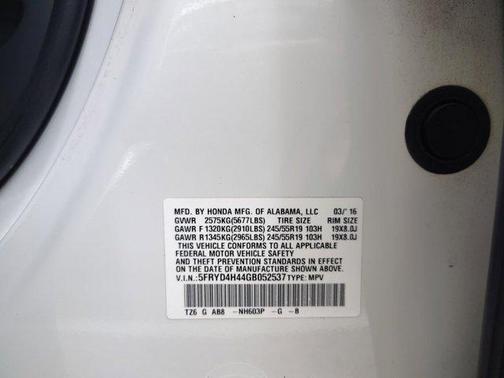 MFD. BY HONDA MFG. OF ALABAMA, LLC 03/'16
GVWR 2575KG(5677LBS) TIRE SIZE RIM SIZE
GAWR F 1320KG(2910LBS) 245/55R19 103H 19X8.0J
GAWR R 1345KG(2965LBS) 245/55R19 103H 19X8.0J
THIS VEHICLE CONFORMS TO ALL APPLICABLE
FEDERAL MOTOR VEHICLE SAFETY BUMPER,
AND THEFT PREVENTION STANDARDS IN EFFECT ON
THE DATE OF MANUFACTURE SHOWN ABOVE.
V.I.N.:5FRYD4H44GB052537 TYPE: MPV
TZ6 G AB8 -NH603P -G -B